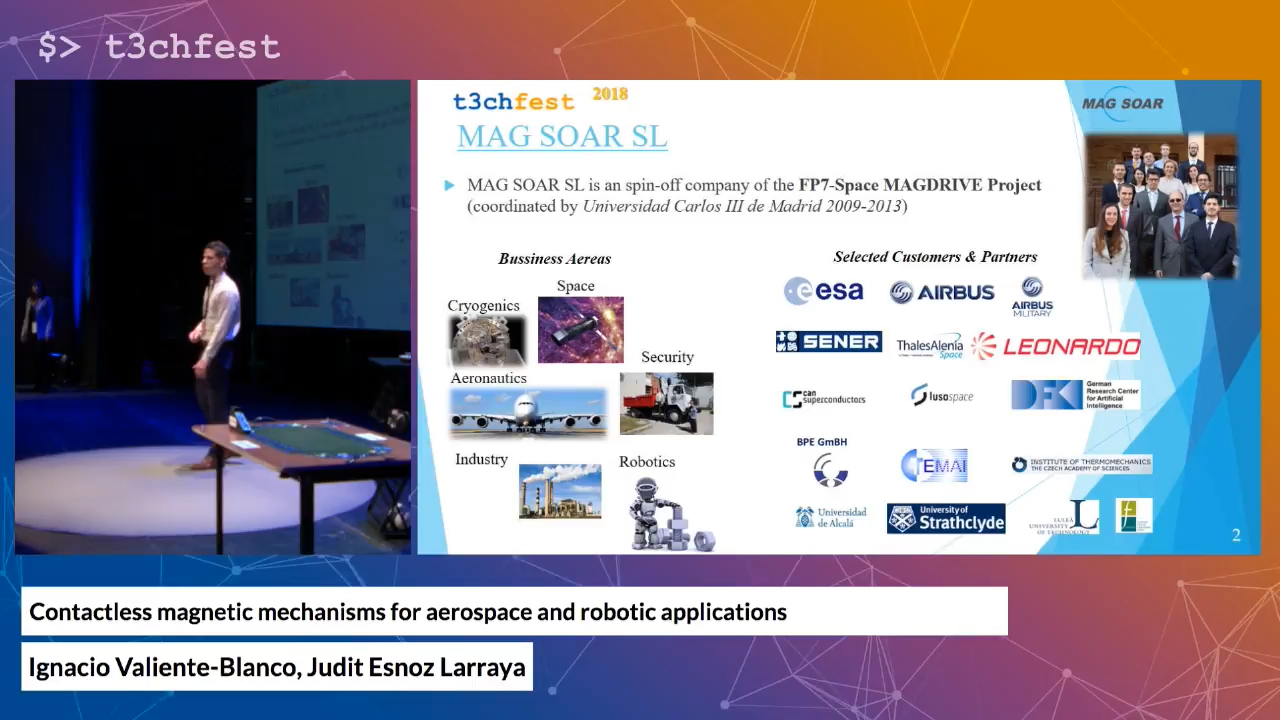 $> t3chfest
t3chfest 2018
MAG SOAR
MAG SOAR SL
MAG SOAR SL is an spin-off company of the FP7-Space MAGDRIVE Project
(coordinated by Universidad Carlos III de Madrid 2009-2013)
Bussiness Aereas
Selected Customers & Partners
Space
Cryogenics
Security
Aeronautics
Industry
Robotics
esa
AIRBUS
AIRBUS
MILITARY
SENER
ThalesAlenia
Space
LEONARDO
can
superconductors
lusospace
DFKI
German
Research Center
for Artificial
Intelligence
BPE GmBH
EMAI
INSTITUTE OF THERMOMECHANICS
THE CZECH ACADEMY OF SCIENCES
Universidad
de Alcalá
University of
Strathclyde
LULEÅ
UNIVERSITY
OF TECHNOLOGY
2
Contactless magnetic mechanisms for aerospace and robotic applications
Ignacio Valiente-Blanco, Judit Esnoz Larraya